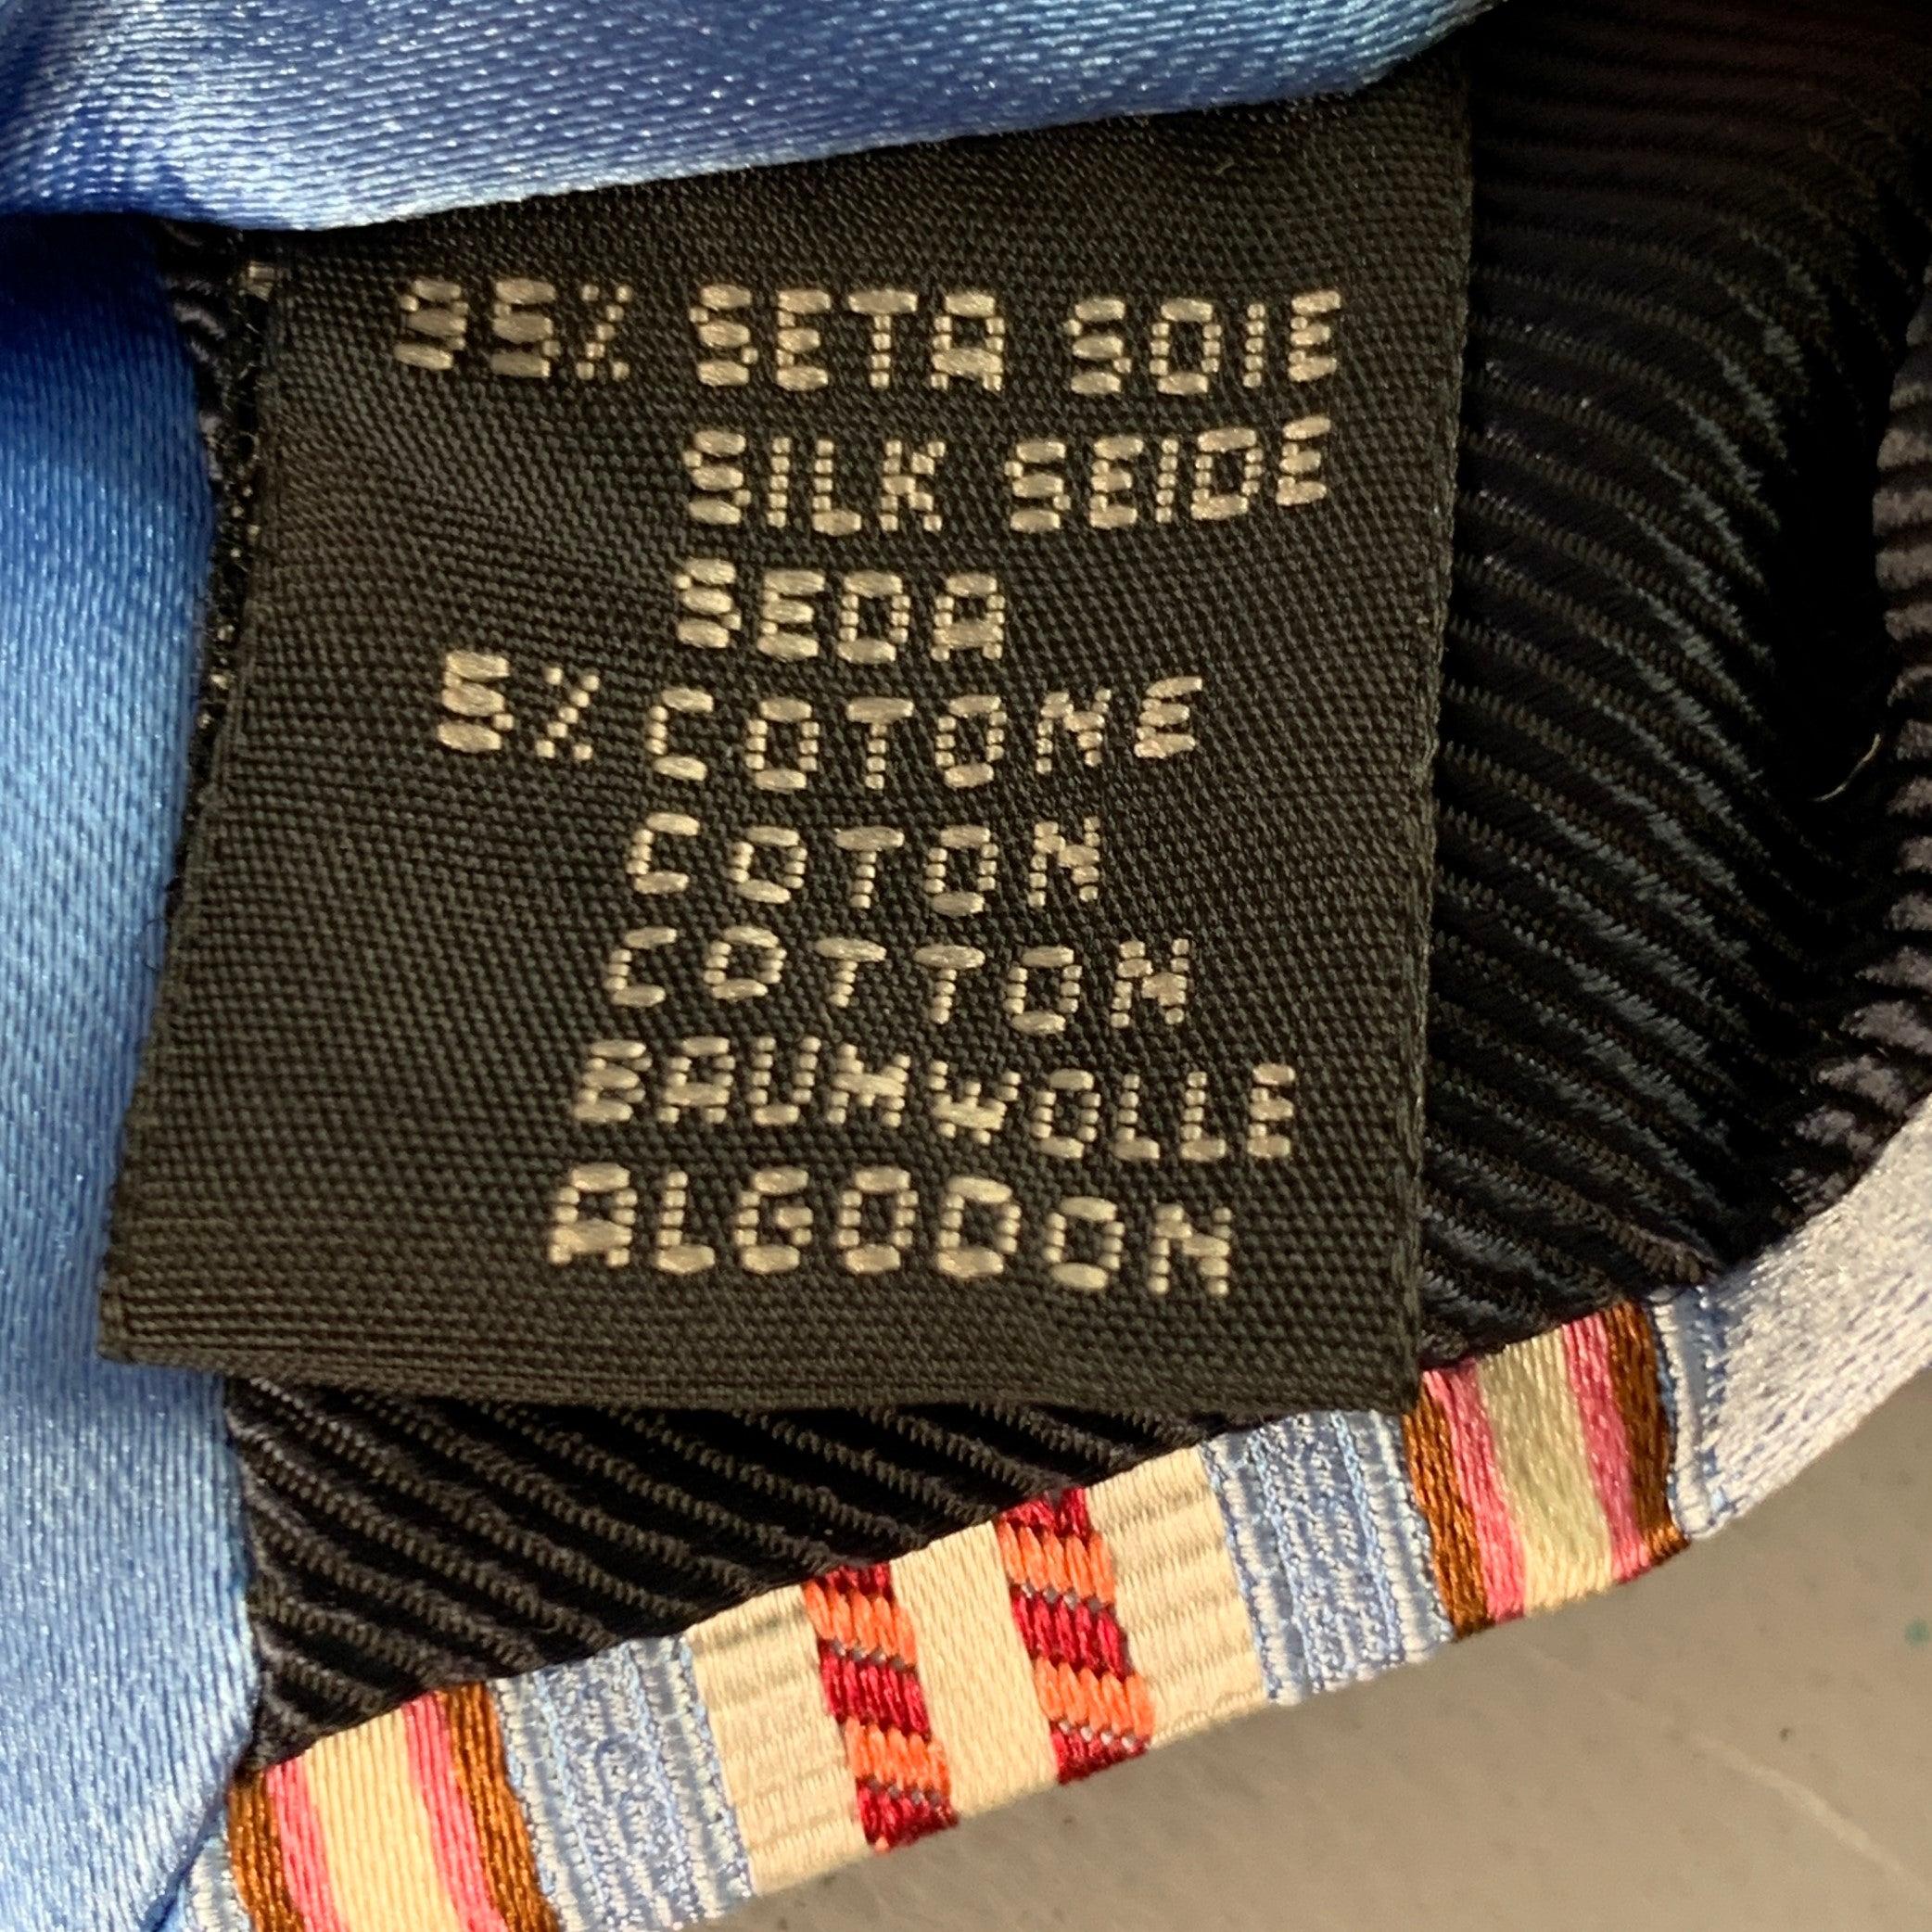 95% SETA SOIE
SILK SEIDE
SEDA
5% COTONE
COTON
COTTON
BAUMWOLLE
ALGODON